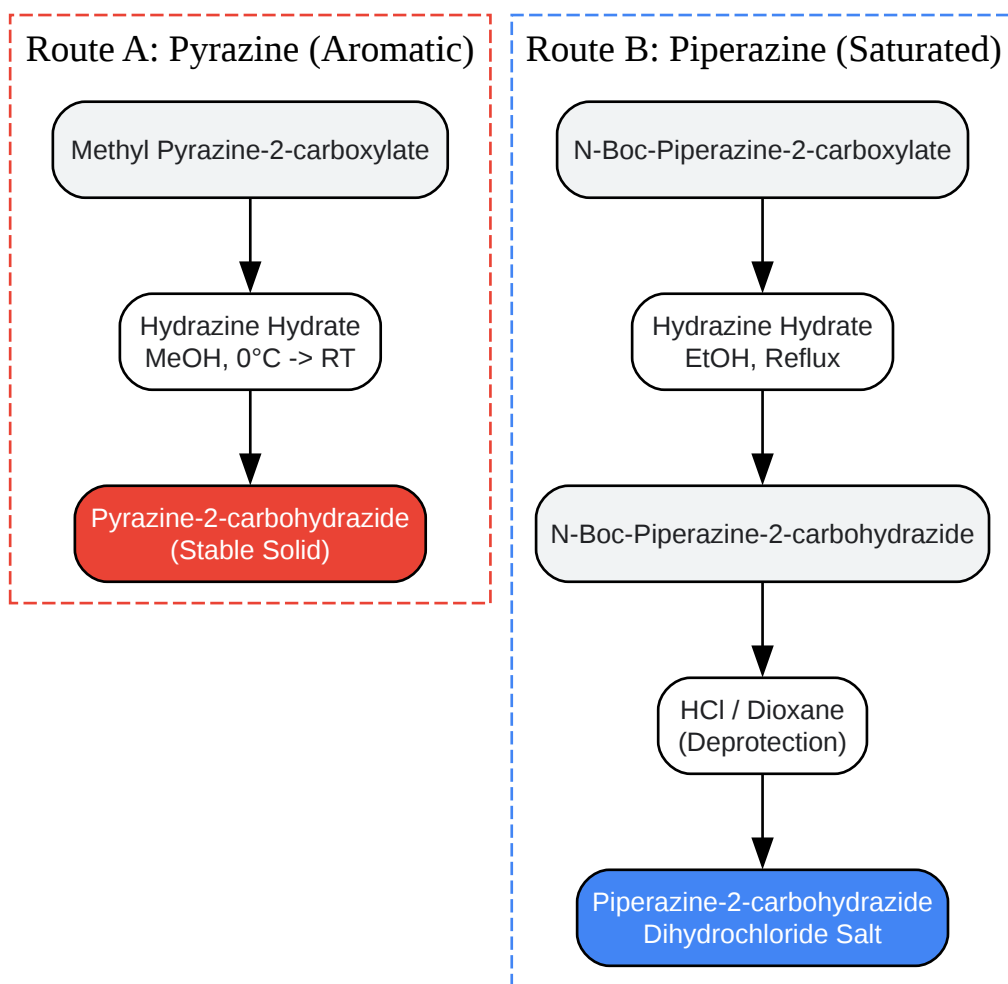 Route A: Pyrazine (Aromatic)
Methyl Pyrazine-2-carboxylate
Hydrazine Hydrate
MeOH, 0°C -> RT
Pyrazine-2-carbohydrazide
(Stable Solid)
Route B: Piperazine (Saturated)
N-Boc-Piperazine-2-carboxylate
Hydrazine Hydrate
EtOH, Reflux
N-Boc-Piperazine-2-carbohydrazide
HCl / Dioxane
(Deprotection)
Piperazine-2-carbohydrazide
Dihydrochloride Salt